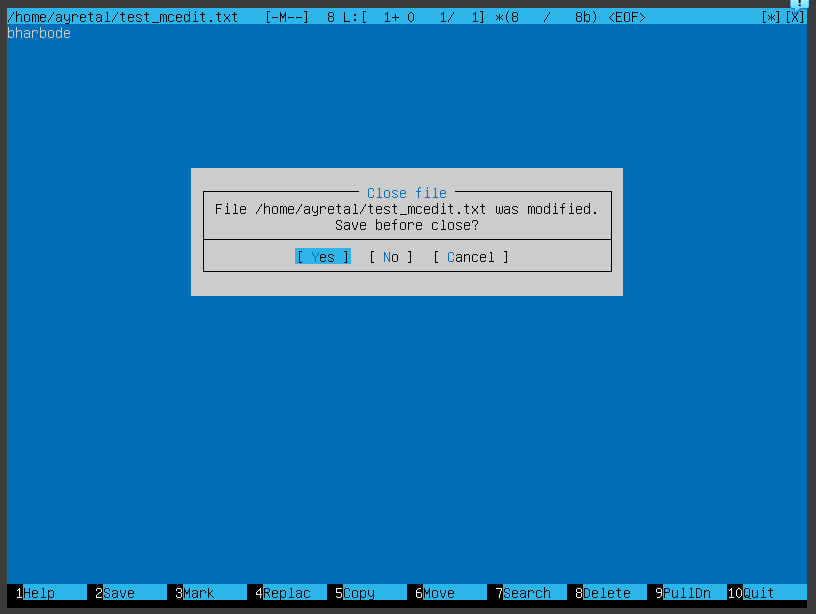 /home/ayretal/test_mcedit.txt [-M--] 8 L:[ 1+ 0 1/ 1] *(8 / 8b) <EOF> [*][X]
bharbode
Close file
File /home/ayretal/test_mcedit.txt was modified.
Save before close?
[ Yes ] [ No ] [ Cancel ]
1Help 2Save 3Mark 4Replac 5Copy 6Move 7Search 8Delete 9PullDn 10Quit